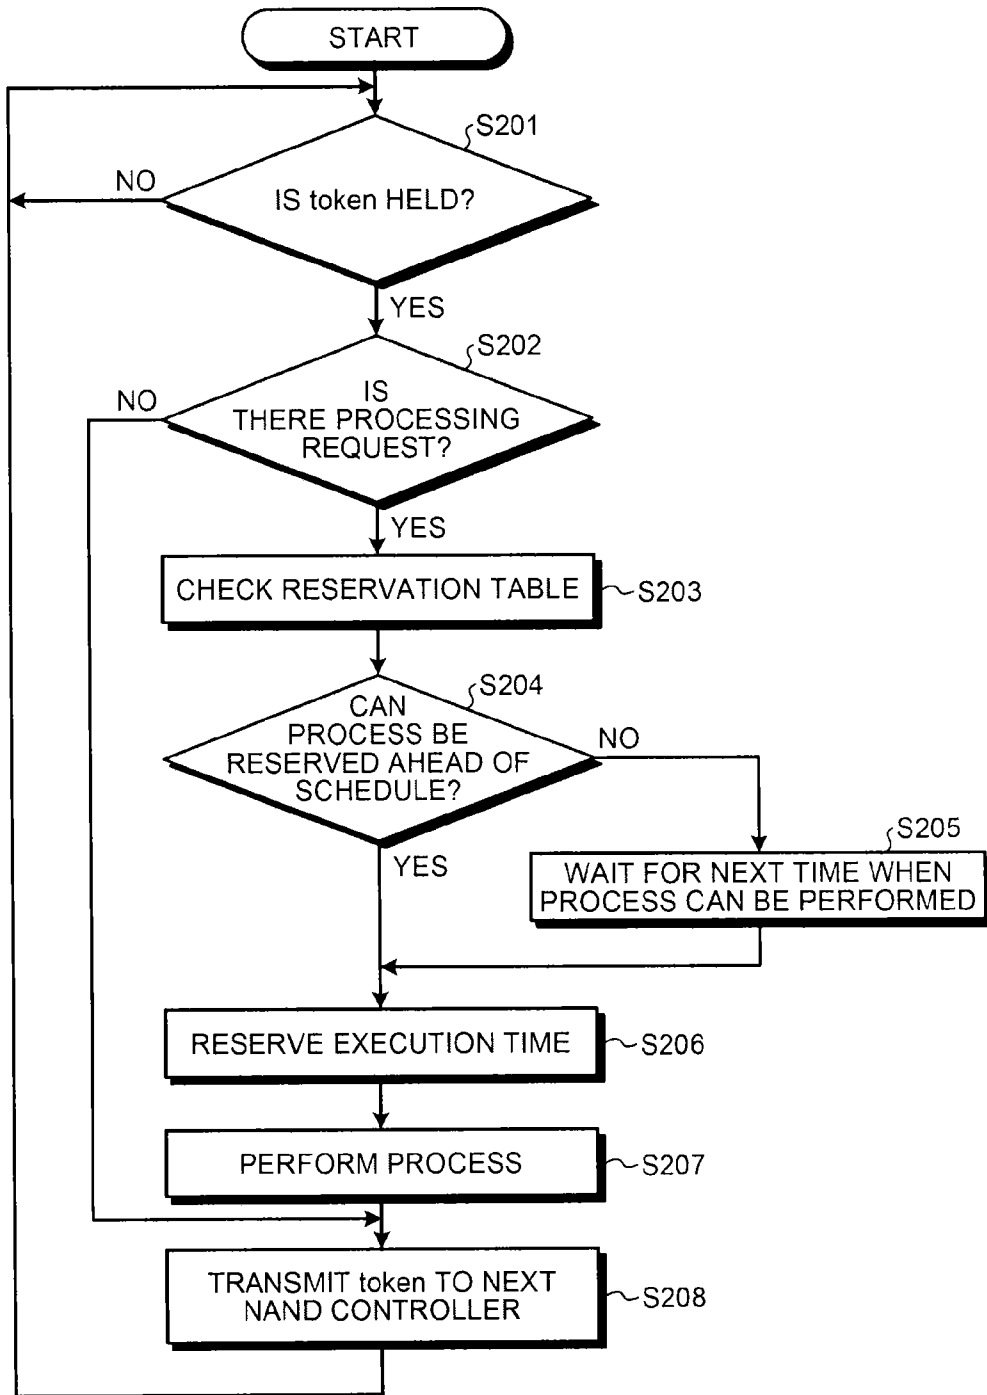 START
S201
NO
IS token HELD?
YES
S202
NO
IS
THERE PROCESSING
REQUEST?
YES
CHECK RESERVATION TABLE
S203
S204
CAN
PROCESS BE
RESERVED AHEAD OF
SCHEDULE?
NO
YES
S205
WAIT FOR NEXT TIME WHEN
PROCESS CAN BE PERFORMED
RESERVE EXECUTION TIME
S206
PERFORM PROCESS
S207
TRANSMIT token TO NEXT
NAND CONTROLLER
S208